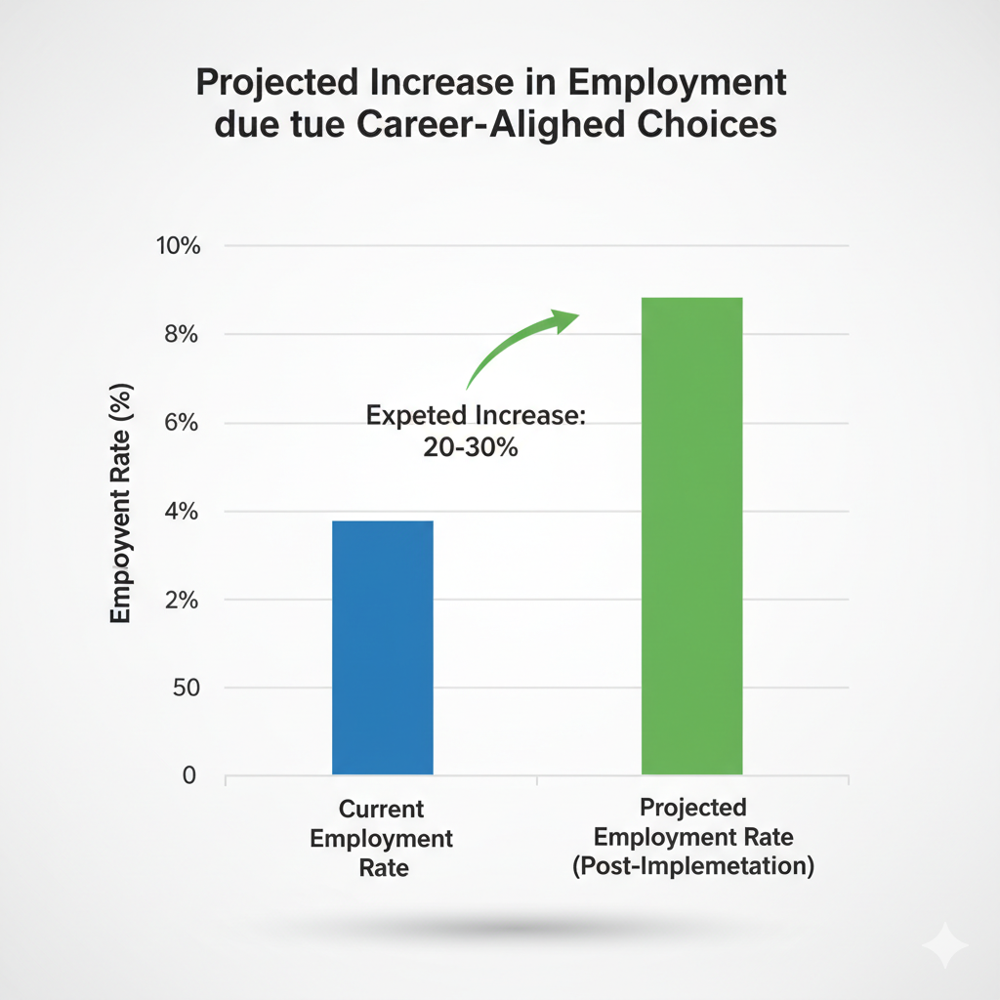 Projected Increase in Employment
due tue Career-Alighed Choices
10%
8%
6%
4%
2%
50
0
Empoyvent Rate (%)
Expeted Increase:
20-30%
Current
Employment
Rate
Projected
Employment Rate
(Post-Implemetation)